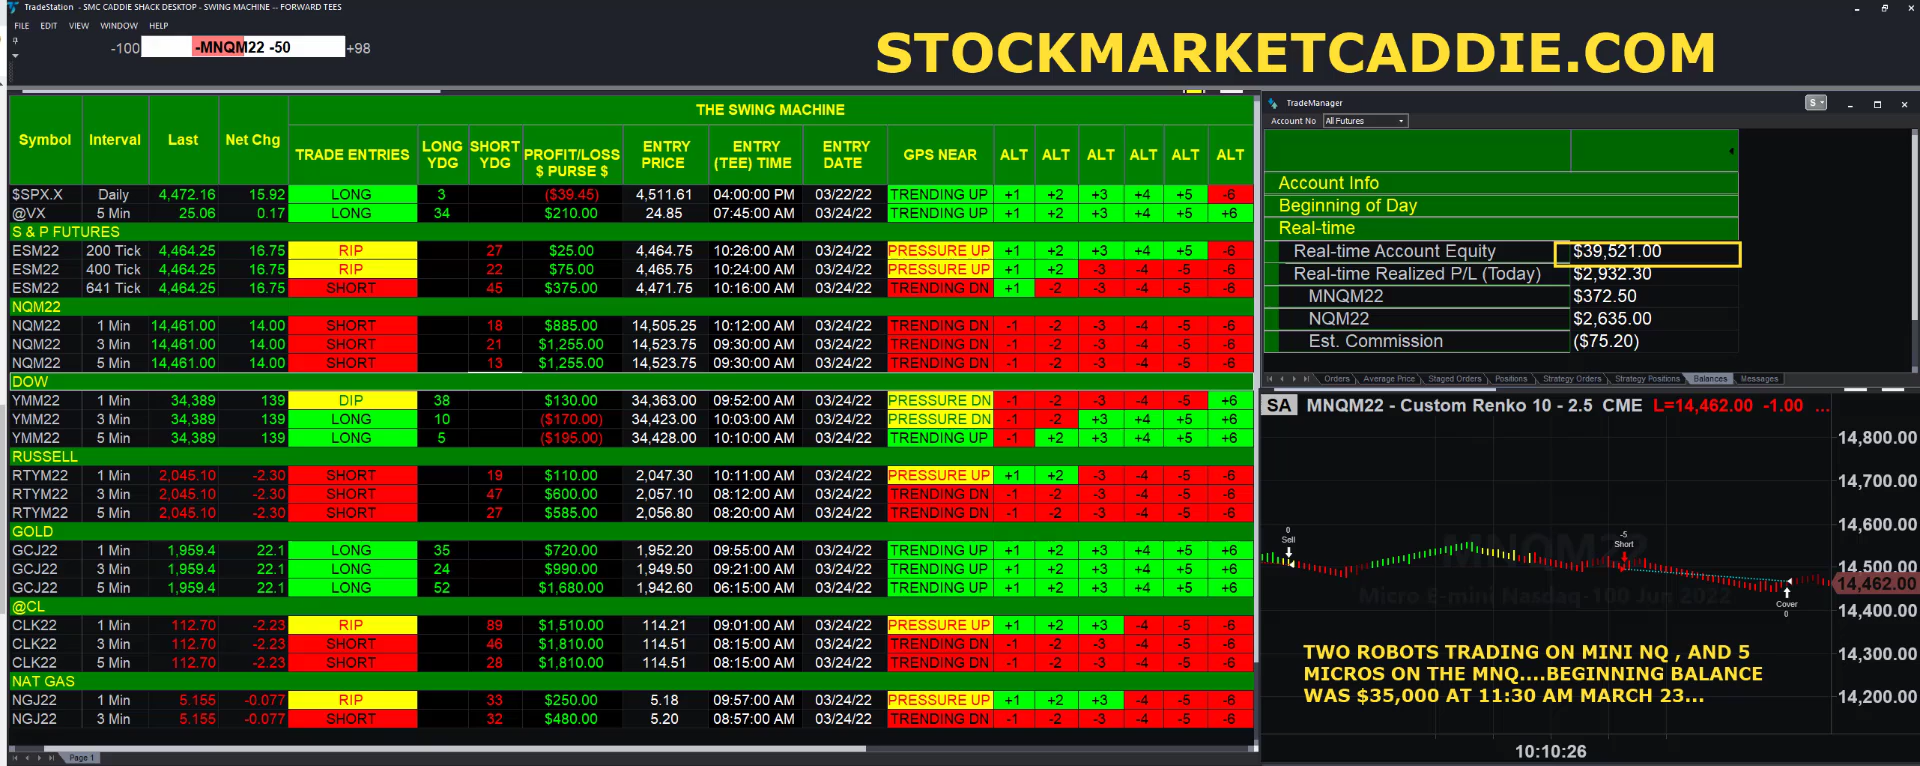 TradeStation - SMC CADDIE SHACK DESKTOP - SWING MACHINE -- FORWARD TEES
FILE EDIT VIEW WINDOW HELP
-100 -MNQM22 -50 +98
STOCKMARKETCADDIE.COM
THE SWING MACHINE
Symbol Interval Last Net Chg TRADE ENTRIES LONG YDG SHORT YDG PROFIT/LOSS $ PURSE $ ENTRY PRICE ENTRY (TEE) TIME ENTRY DATE GPS NEAR ALT ALT ALT ALT ALT ALT
$SPX.X Daily 4,472.16 15.92 LONG 3 ($39.45) 4,511.61 04:00:00 PM 03/22/22 TRENDING UP +1 +2 +3 +4 +5 -6
@VX 5 Min 25.06 0.17 LONG 34 $210.00 24.85 07:45:00 AM 03/24/22 TRENDING UP +1 +2 +3 +4 +5 +6
S & P FUTURES
ESM22 200 Tick 4,464.25 16.75 RIP 27 $25.00 4,464.75 10:26:00 AM 03/24/22 PRESSURE UP +1 +2 +3 +4 +5 -6
ESM22 400 Tick 4,464.25 16.75 RIP 22 $75.00 4,465.75 10:24:00 AM 03/24/22 PRESSURE UP +1 +2 -3 -4 -5 -6
ESM22 641 Tick 4,464.25 16.75 SHORT 45 $375.00 4,471.75 10:16:00 AM 03/24/22 TRENDING DN +1 -2 -3 -4 -5 -6
NQM22
NQM22 1 Min 14,461.00 14.00 SHORT 18 $885.00 14,505.25 10:12:00 AM 03/24/22 TRENDING DN -1 -2 -3 -4 -5 -6
NQM22 3 Min 14,461.00 14.00 SHORT 21 $1,255.00 14,523.75 09:30:00 AM 03/24/22 TRENDING DN -1 -2 -3 -4 -5 -6
NQM22 5 Min 14,461.00 14.00 SHORT 13 $1,255.00 14,523.75 09:30:00 AM 03/24/22 TRENDING DN -1 -2 -3 -4 -5 -6
DOW
YMM22 1 Min 34,389 139 DIP 38 $130.00 34,363.00 09:52:00 AM 03/24/22 PRESSURE DN -1 -2 -3 -4 -5 +6
YMM22 3 Min 34,389 139 LONG 10 ($170.00) 34,423.00 10:03:00 AM 03/24/22 PRESSURE DN -1 -2 +3 +4 +5 +6
YMM22 5 Min 34,389 139 LONG 5 ($195.00) 34,428.00 10:10:00 AM 03/24/22 TRENDING UP -1 +2 +3 +4 +5 +6
RUSSELL
RTYM22 1 Min 2,045.10 -2.30 SHORT 19 $110.00 2,047.30 10:11:00 AM 03/24/22 PRESSURE UP +1 +2 -3 -4 -5 -6
RTYM22 3 Min 2,045.10 -2.30 SHORT 47 $600.00 2,057.10 08:12:00 AM 03/24/22 TRENDING DN -1 -2 -3 -4 -5 -6
RTYM22 5 Min 2,045.10 -2.30 SHORT 27 $585.00 2,056.80 08:20:00 AM 03/24/22 TRENDING DN -1 -2 -3 -4 -5 -6
GOLD
GCJ22 1 Min 1,959.4 22.1 LONG 35 $720.00 1,952.20 09:55:00 AM 03/24/22 TRENDING UP +1 +2 +3 +4 +5 +6
GCJ22 3 Min 1,959.4 22.1 LONG 24 $990.00 1,949.50 09:21:00 AM 03/24/22 TRENDING UP +1 +2 +3 +4 +5 +6
GCJ22 5 Min 1,959.4 22.1 LONG 52 $1,680.00 1,942.60 06:15:00 AM 03/24/22 TRENDING UP +1 +2 +3 +4 +5 +6
@CL
CLK22 1 Min 112.70 -2.23 RIP 89 $1,510.00 114.21 09:01:00 AM 03/24/22 PRESSURE UP +1 +2 +3 -4 -5 -6
CLK22 3 Min 112.70 -2.23 SHORT 46 $1,810.00 114.51 08:15:00 AM 03/24/22 TRENDING DN -1 -2 -3 -4 -5 -6
CLK22 5 Min 112.70 -2.23 SHORT 28 $1,810.00 114.51 08:15:00 AM 03/24/22 TRENDING DN -1 -2 -3 -4 -5 -6
NAT GAS
NGJ22 1 Min 5.155 -0.077 RIP 33 $250.00 5.18 09:57:00 AM 03/24/22 PRESSURE UP +1 +2 +3 -4 -5 -6
NGJ22 3 Min 5.155 -0.077 SHORT 32 $480.00 5.20 08:57:00 AM 03/24/22 TRENDING DN -1 -2 -3 -4 -5 -6
Page 1
TradeManager S
Account No All Futures
Account Info
Beginning of Day
Real-time
Real-time Account Equity $39,521.00
Real-time Realized P/L (Today) $2,932.30
MNQM22 $372.50
NQM22 $2,635.00
Est. Commission ($75.20)
Orders Average Price Staged Orders Positions Strategy Orders Strategy Positions Balances Messages
SA MNQM22 - Custom Renko 10 - 2.5 CME L=14,462.00 -1.00 ...
14,800.00
14,700.00
14,600.00
0
Sell
-5
Short
MNQM22
14,500.00
14,462.00
Micro E-mini Nasdaq-100 Jun 2022
Cover
0
14,400.00
14,300.00
14,200.00
TWO ROBOTS TRADING ON MINI NQ , AND 5
MICROS ON THE MNQ....BEGINNING BALANCE
WAS $35,000 AT 11:30 AM MARCH 23...
10:10:26